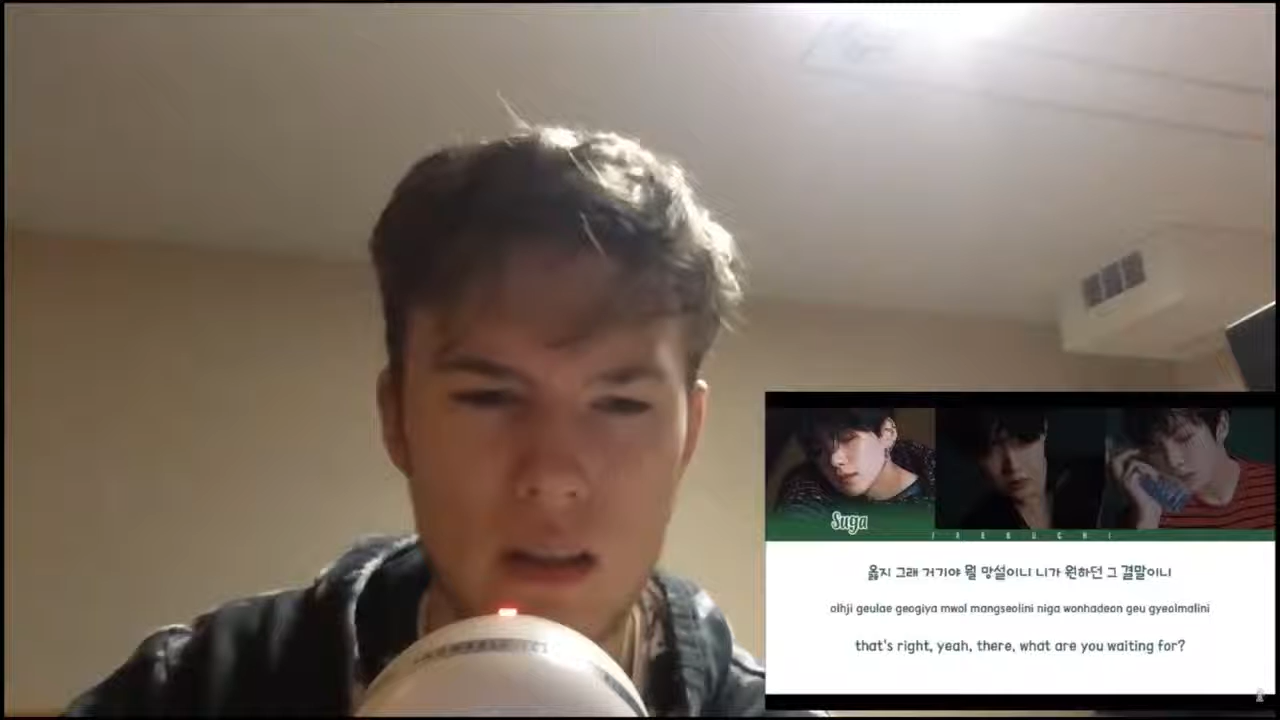 Suga
JAEGUCHI
옳지 그래 거기야 뭘 망설이니 니가 원하던 그 결말이니
olhji geulae geogiya mwol mangseolini niga wonhadeon geu gyeolmalini
that's right, yeah, there, what are you waiting for?